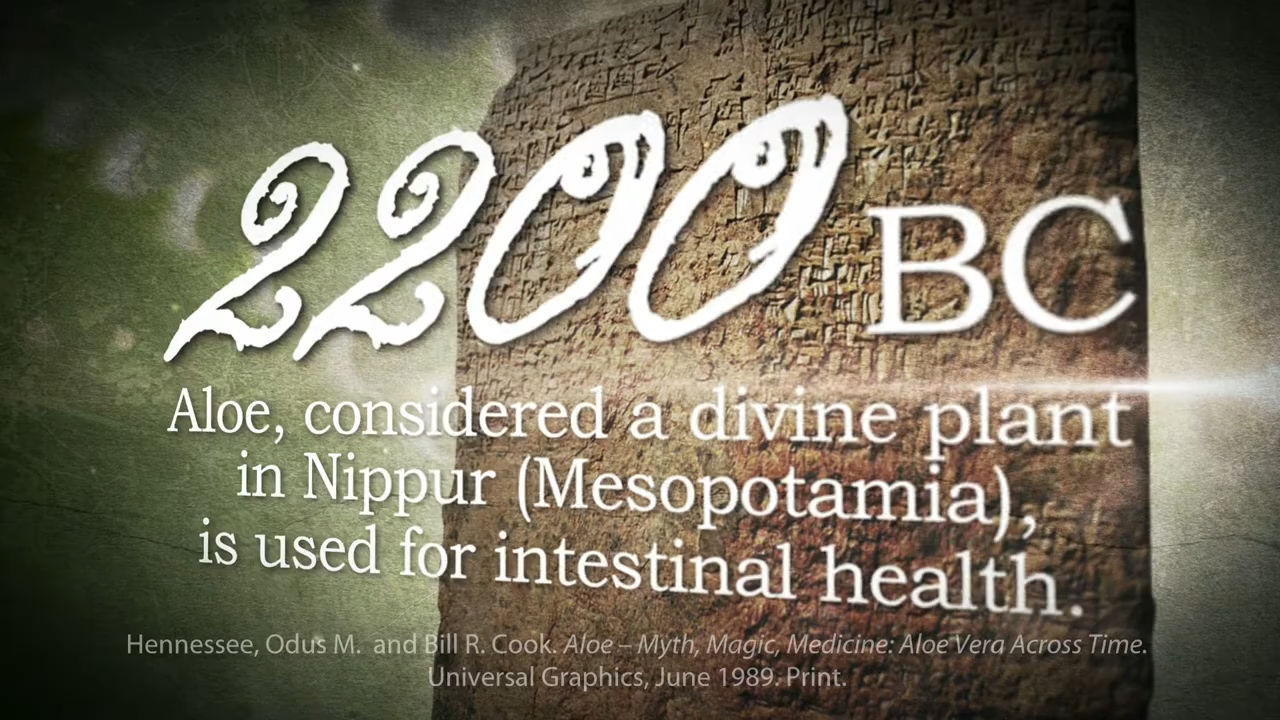 2200 BC
Aloe, considered a divine plant
in Nippur (Mesopotamia),
is used for intestinal health.
Hennessee, Odus M. and Bill R. Cook. Aloe – Myth, Magic, Medicine: Aloe Vera Across Time.
Universal Graphics, June 1989. Print.